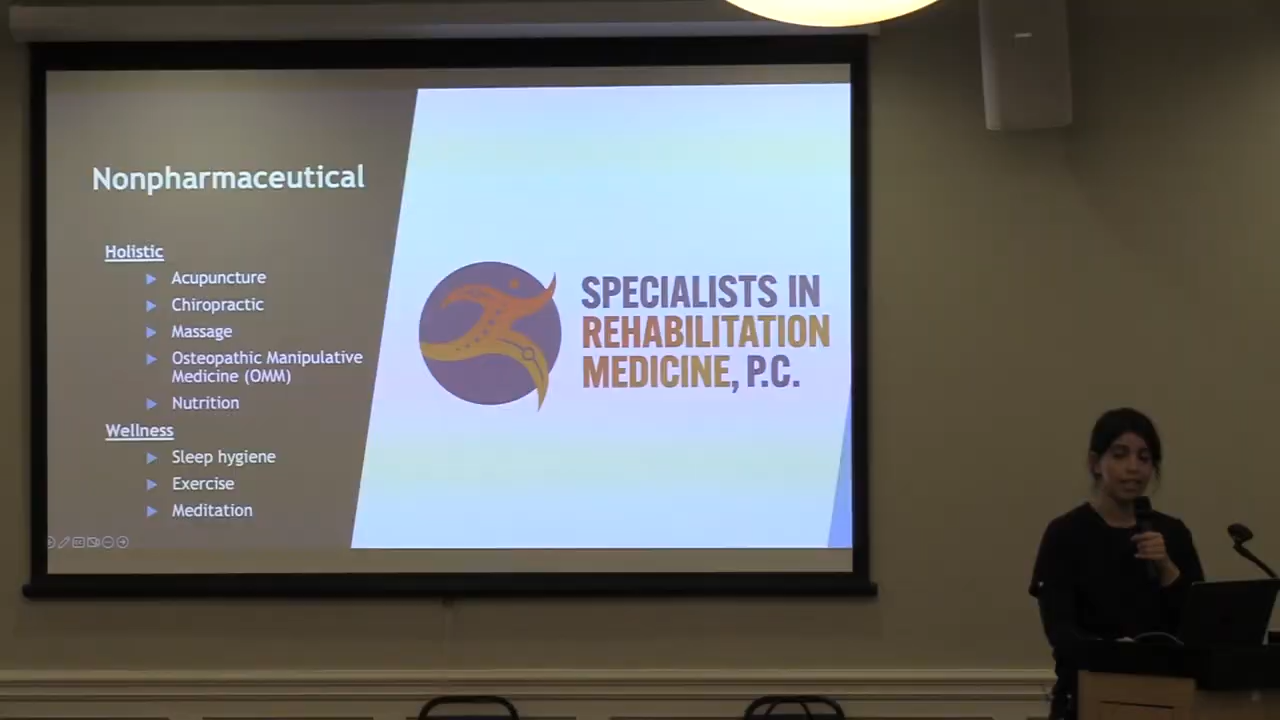 Nonpharmaceutical
Holistic
Acupuncture
Chiropractic
Massage
Osteopathic Manipulative
Medicine (OMM)
Nutrition
Wellness
Sleep hygiene
Exercise
Meditation
SPECIALISTS IN
REHABILITATION
MEDICINE, P.C.